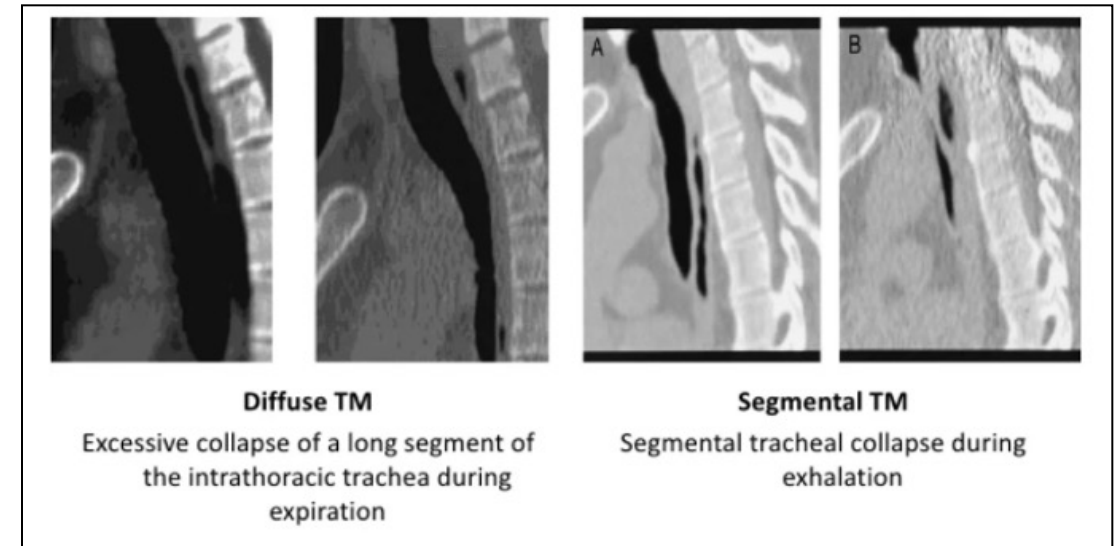 A
B
Diffuse TM
Excessive collapse of a long segment of
the intrathoracic trachea during
expiration
Segmental TM
Segmental tracheal collapse during
exhalation